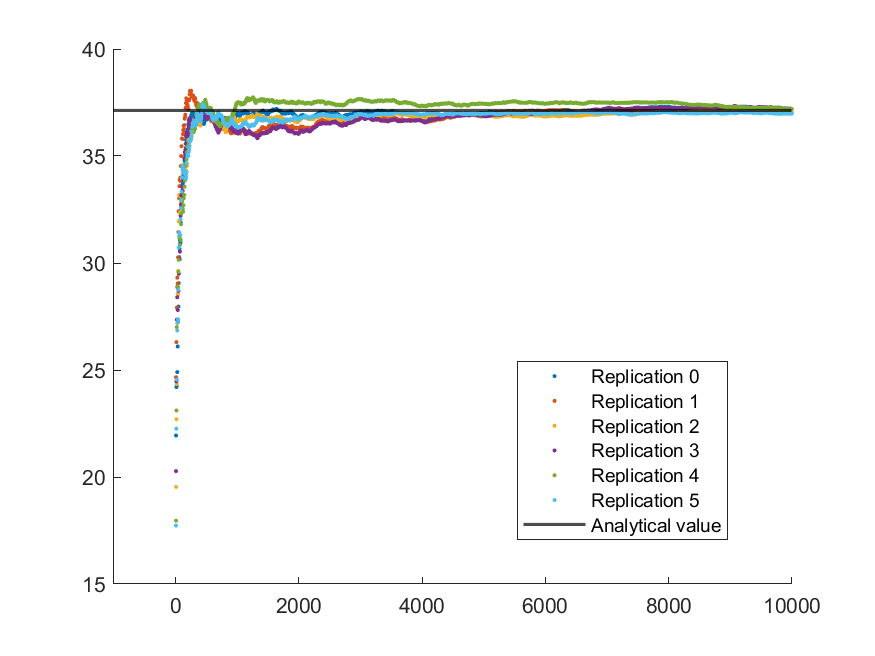 40
35
30
25
20
15
Replication 0
Replication 1
Replication 2
Replication 3
Replication 4
Replication 5
Analytical value
0 2000 4000 6000 8000 10000